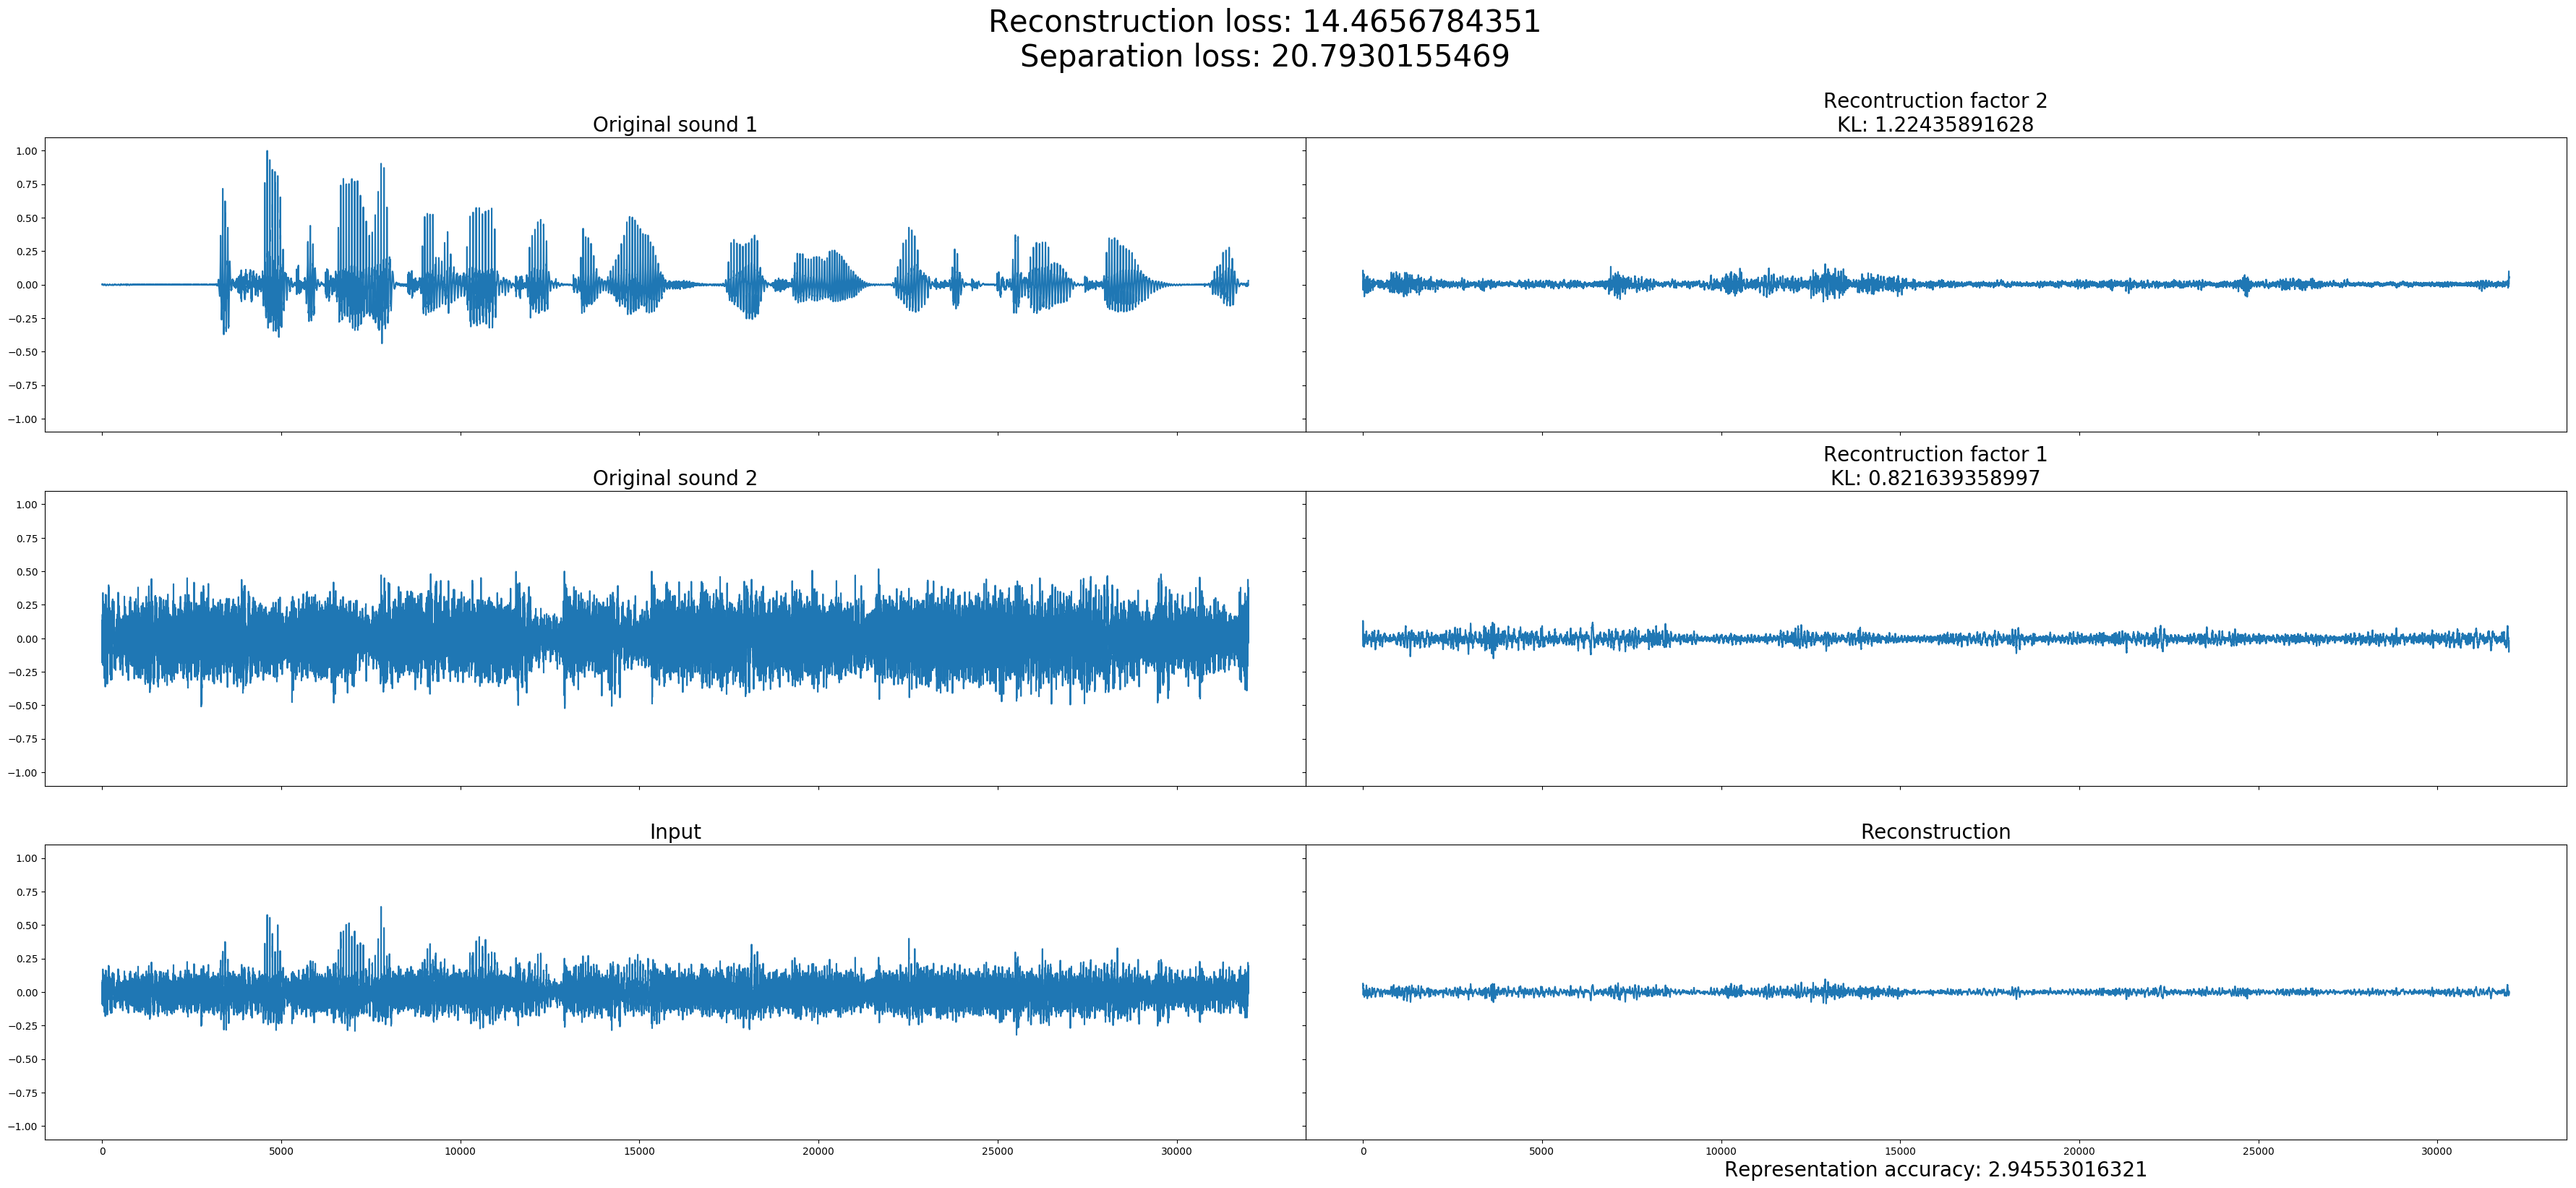 Reconstruction loss: 14.4656784351
Separation loss: 20.7930155469
Original sound 1
Recontruction factor 2
KL: 1.22435891628
1.00
0.75
0.50
0.25
0.00
−0.25
−0.50
−0.75
−1.00
Original sound 2
Recontruction factor 1
KL: 0.821639358997
1.00
0.75
0.50
0.25
0.00
−0.25
−0.50
−0.75
−1.00
Input
Reconstruction
1.00
0.75
0.50
0.25
0.00
−0.25
−0.50
−0.75
−1.00
0 5000 10000 15000 20000 25000 30000
0 5000 10000 15000 20000 25000 30000
Representation accuracy: 2.94553016321